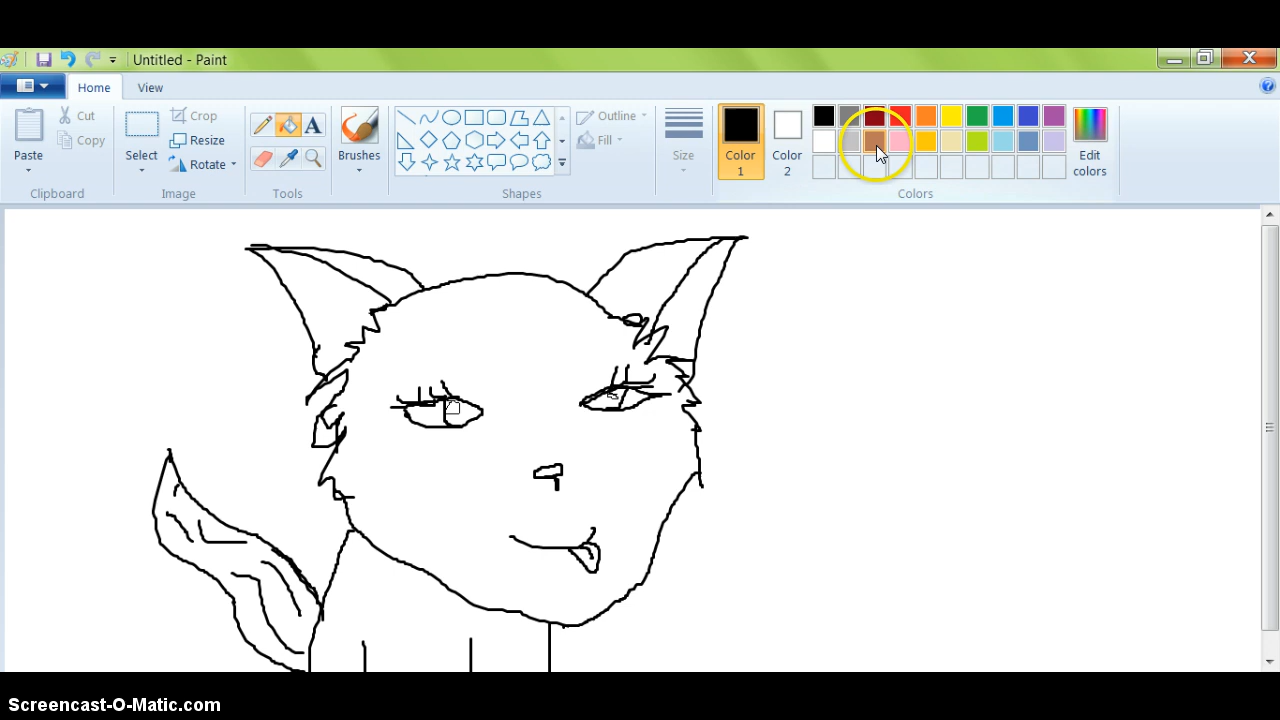 Untitled - Paint
Home View
Paste
Cut
Copy
Clipboard
Select
Crop
Resize
Rotate
Image
A
Tools
Brushes
Shapes
Outline
Fill
Size
Color 1
Color 2
Colors
Edit colors
Screencast-O-Matic.com